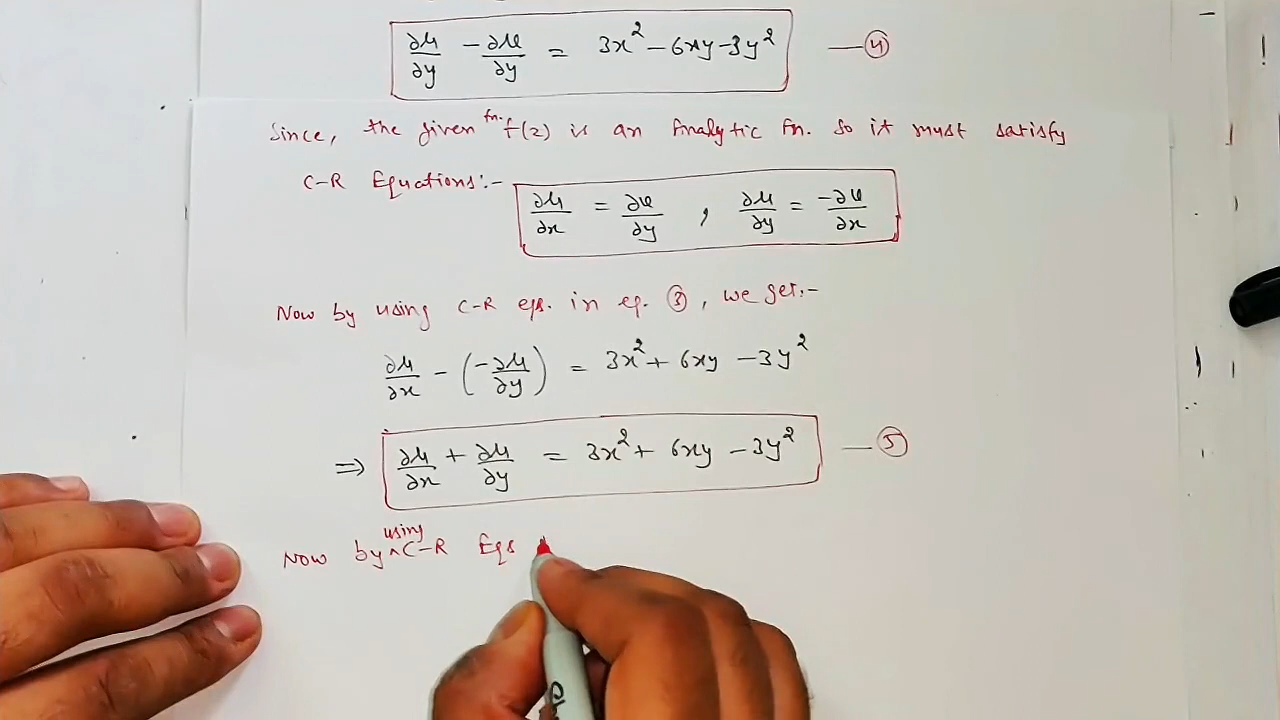 ∂u/∂y - ∂v/∂y = 3x² - 6xy - 3y² — ④
Since, the given fn. f(z) is an Analytic fn. So it must satisfy
C-R Equations:- ∂u/∂x = ∂v/∂y , ∂u/∂y = -∂v/∂x
Now by using C-R eqs. in eq. ③, we get:-
∂u/∂x - (-∂u/∂y) = 3x² + 6xy - 3y²
⇒ ∂u/∂x + ∂u/∂y = 3x² + 6xy - 3y² — ⑤
Now by using C-R Eqs